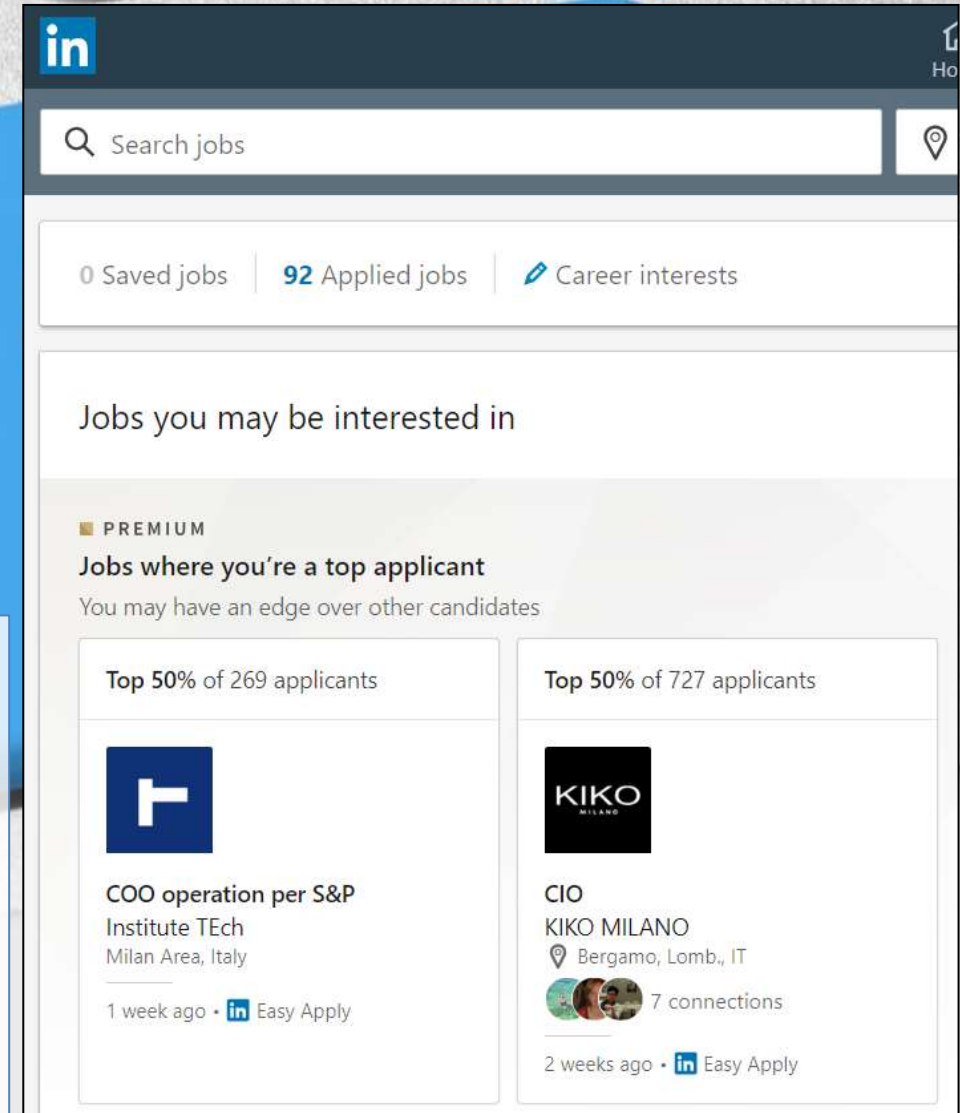 in
Ho
Search jobs
0 Saved jobs
92 Applied jobs
Career interests
Jobs you may be interested in
PREMIUM
Jobs where you're a top applicant
You may have an edge over other candidates
Top 50% of 269 applicants
COO operation per S&P
Institute TEch
Milan Area, Italy
1 week ago • in Easy Apply
Top 50% of 727 applicants
KIKO
MILANO
CIO
KIKO MILANO
Bergamo, Lomb., IT
7 connections
2 weeks ago • in Easy Apply